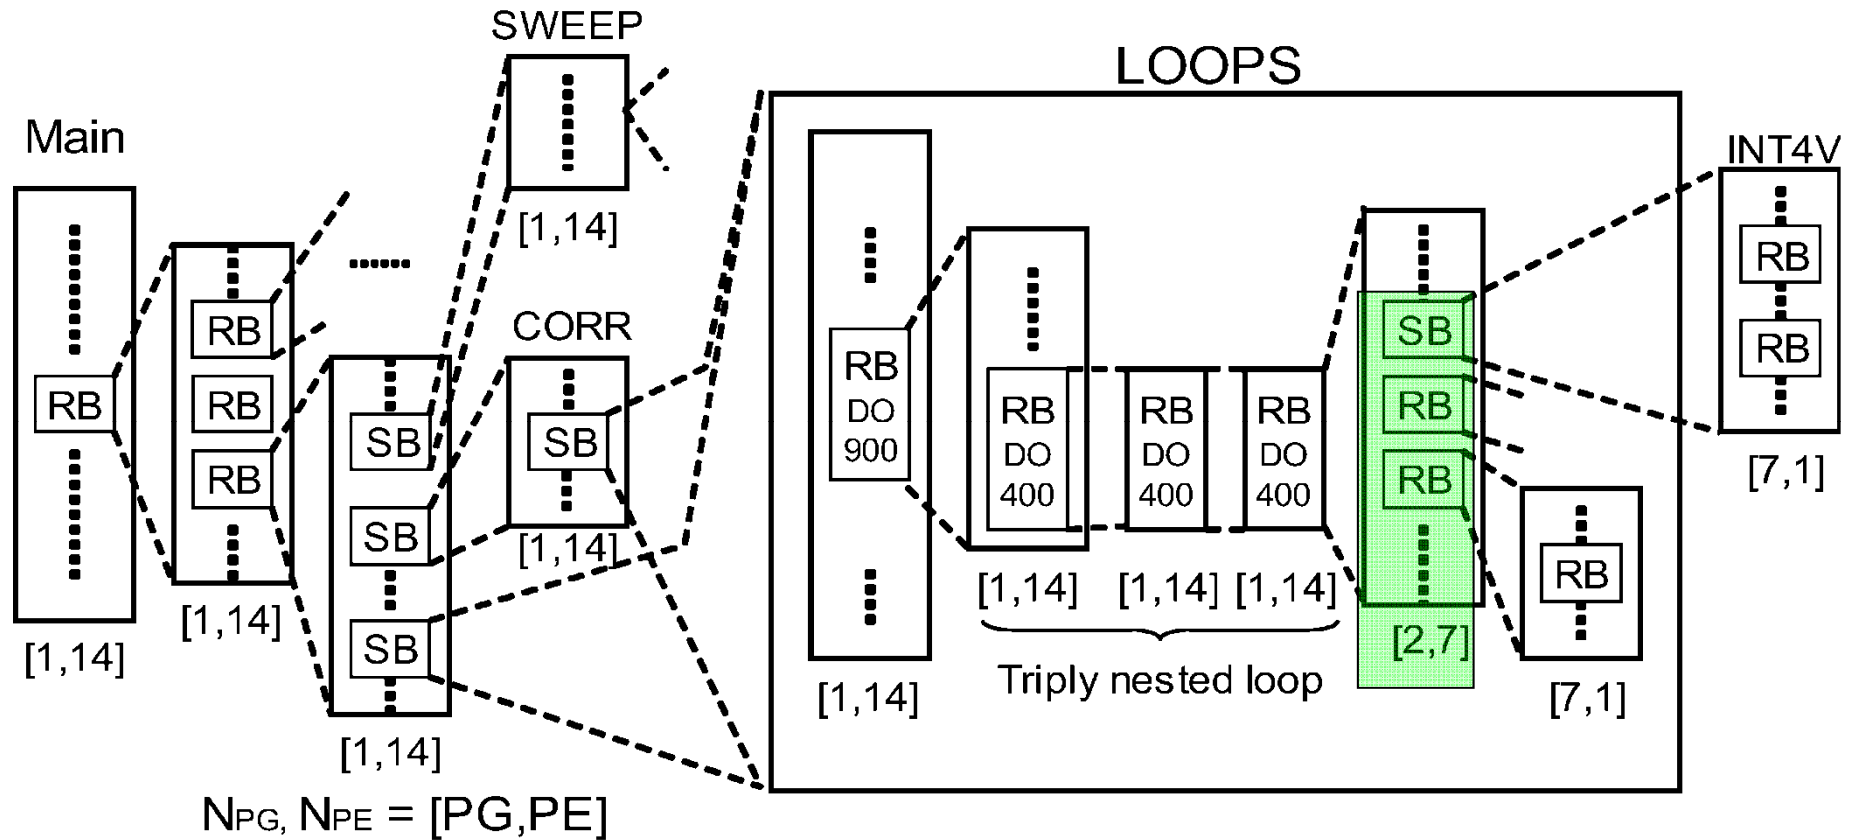 SWEEP
[1,14]
Main
RB
[1,14]
RB
RB
RB
[1,14]
SB
SB
SB
[1,14]
CORR
SB
[1,14]
NPG, NPE = [PG,PE]
LOOPS
RB
DO
900
[1,14]
RB
DO
400
[1,14]
RB
DO
400
[1,14]
RB
DO
400
[1,14]
Triply nested loop
SB
RB
RB
[2,7]
INT4V
RB
RB
[7,1]
RB
[7,1]